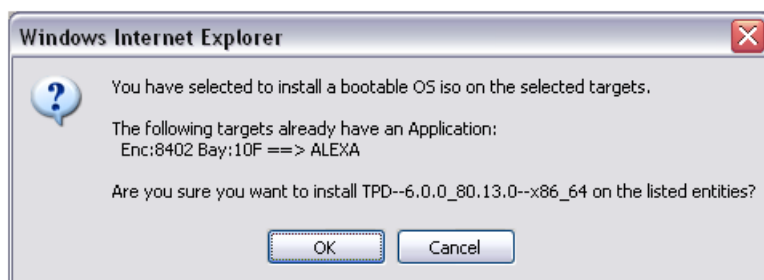 Windows Internet Explorer
You have selected to install a bootable OS iso on the selected targets.
The following targets already have an Application:
Enc:8402 Bay:10F ==> ALEXA
Are you sure you want to install TPD--6.0.0_80.13.0--x86_64 on the listed entities?
OK
Cancel